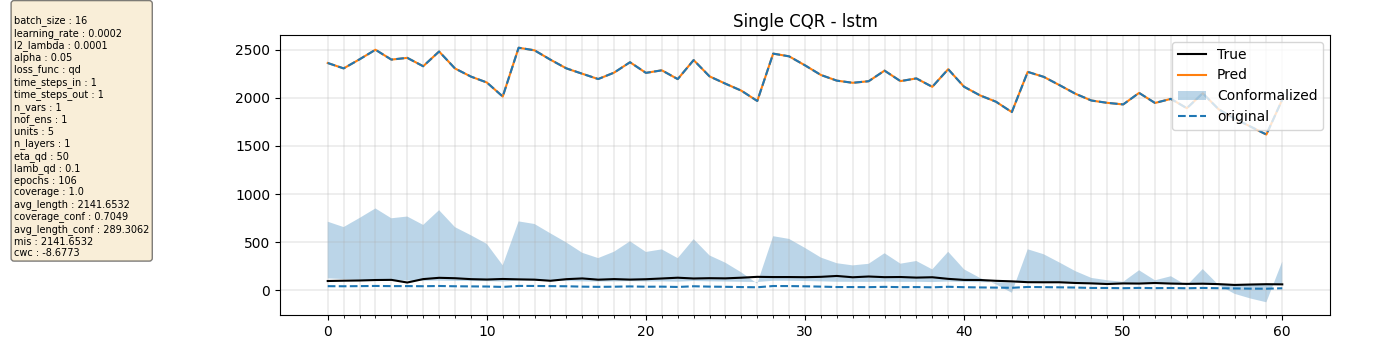 batch_size : 16
learning_rate : 0.0002
l2_lambda : 0.0001
alpha : 0.05
loss_func : qd
time_steps_in : 1
time_steps_out : 1
n_vars : 1
nof_ens : 1
units : 5
n_layers : 1
eta_qd : 50
lamb_qd : 0.1
epochs : 106
coverage : 1.0
avg_length : 2141.6532
coverage_conf : 0.7049
avg_length_conf : 289.3062
mis : 2141.6532
cwc : -8.6773
Single CQR - lstm
2500
2000
1500
1000
500
0
True
Pred
Conformalized
original
0 10 20 30 40 50 60